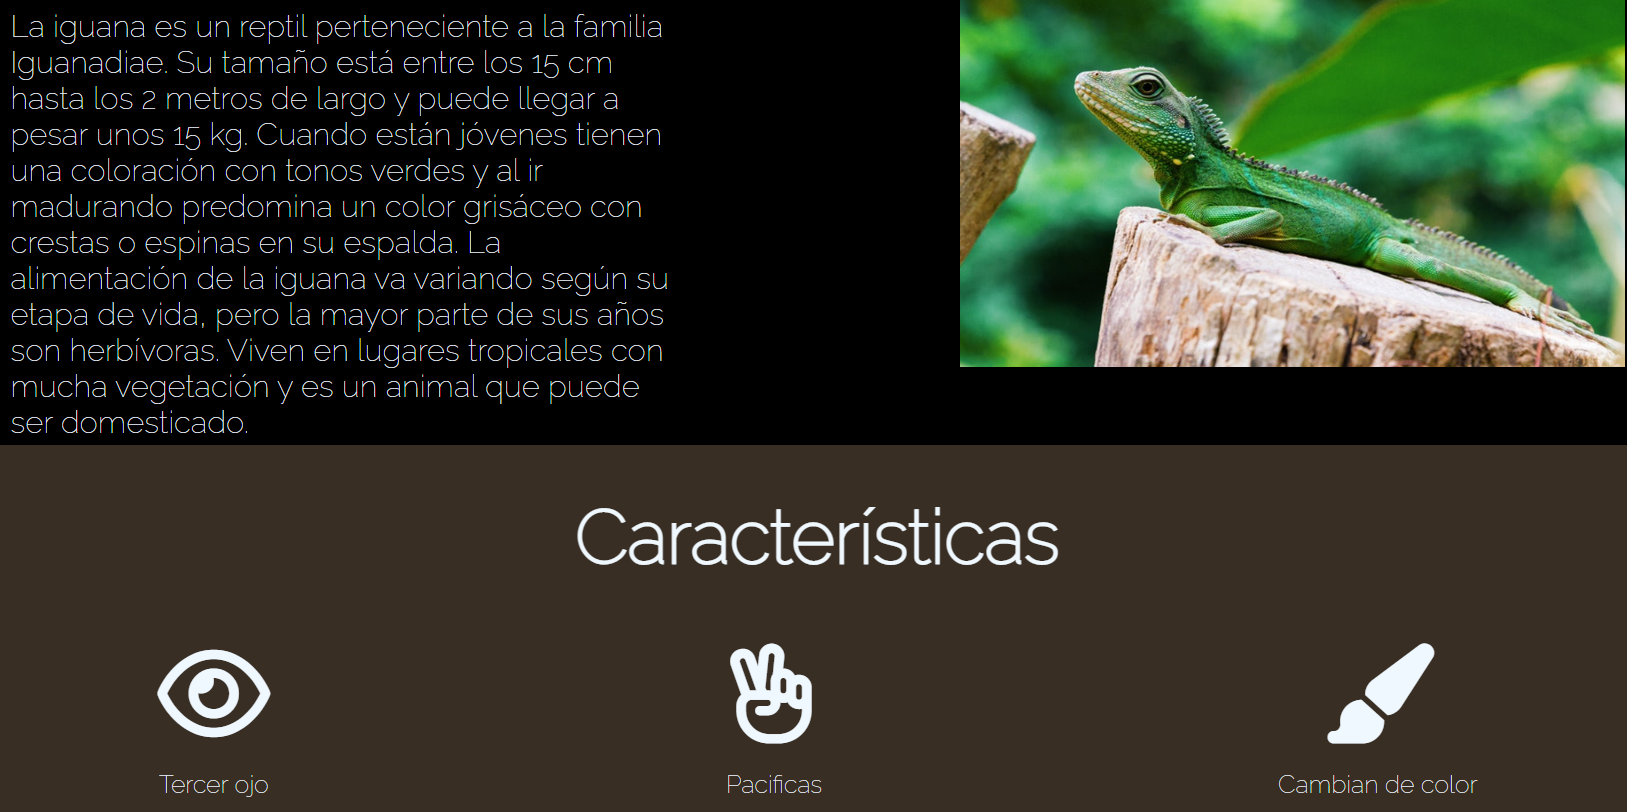 La iguana es un reptil perteneciente a la familia
Iguanadiae. Su tamaño está entre los 15 cm
hasta los 2 metros de largo y puede llegar a
pesar unos 15 kg. Cuando están jóvenes tienen
una coloración con tonos verdes y al ir
madurando predomina un color grisáceo con
crestas o espinas en su espalda. La
alimentación de la iguana va variando según su
etapa de vida, pero la mayor parte de sus años
son herbívoras. Viven en lugares tropicales con
mucha vegetación y es un animal que puede
ser domesticado.
Características
Tercer ojo
Pacificas
Cambian de color